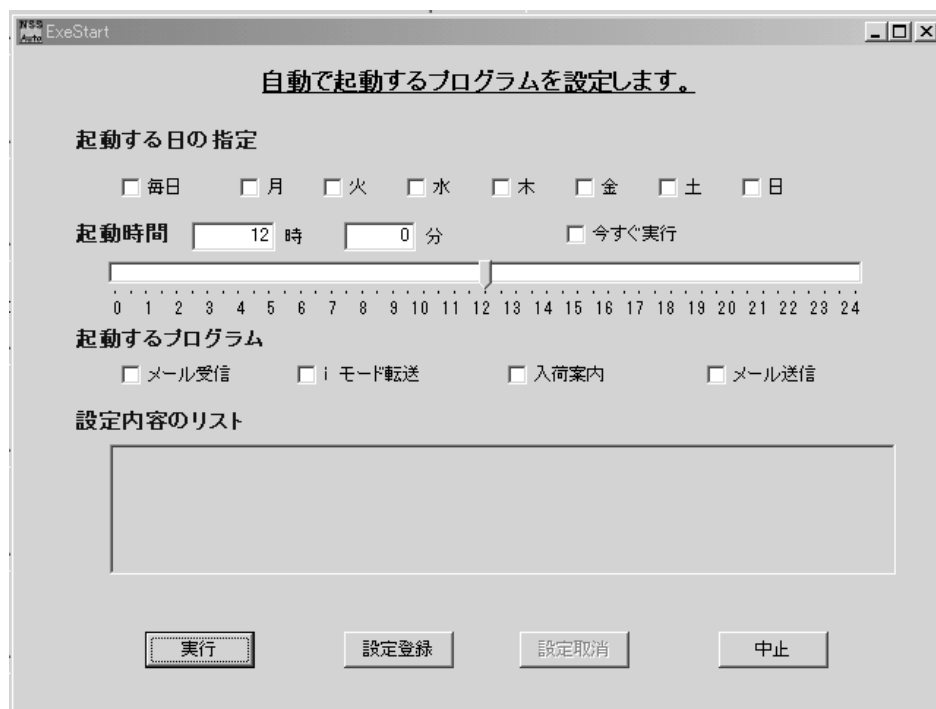 NSS Auto ExeStart
自動で起動するプログラムを設定します。
起動する日の指定
毎日 月 火 水 木 金 土 日
起動時間 12 時 0 分 今すぐ実行
0 1 2 3 4 5 6 7 8 9 10 11 12 13 14 15 16 17 18 19 20 21 22 23 24
起動するプログラム
メール受信 i モード転送 入荷案内 メール送信
設定内容のリスト
実行 設定登録 設定取消 中止